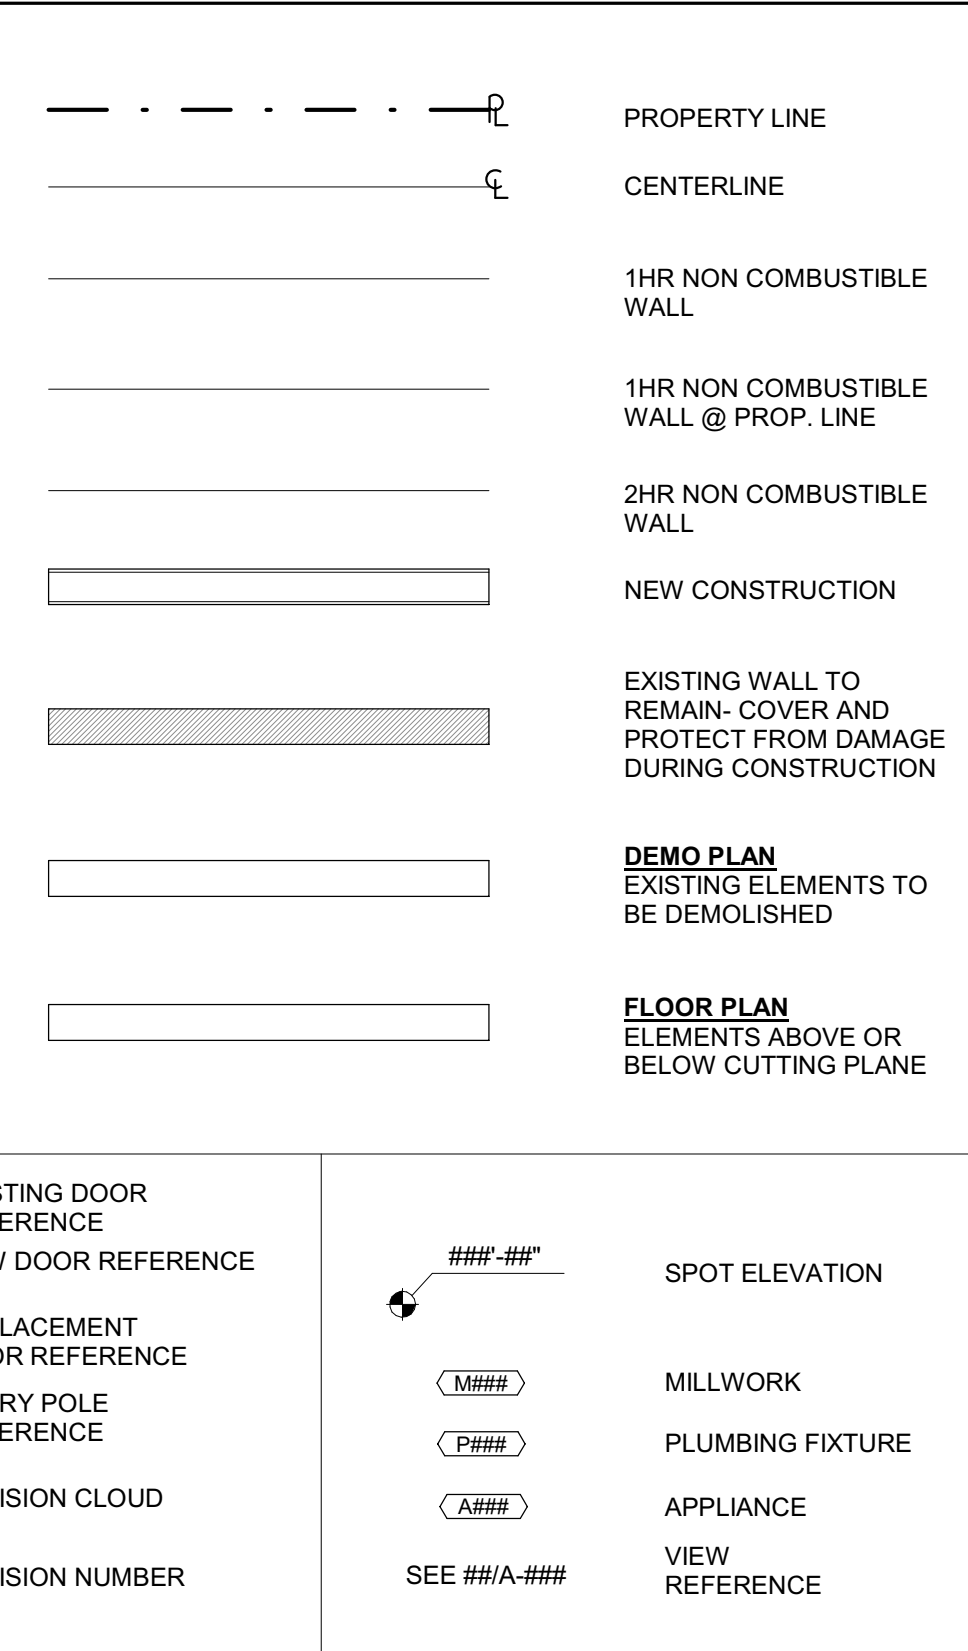 PL PROPERTY LINE
CL CENTERLINE
1HR NON COMBUSTIBLE
WALL
1HR NON COMBUSTIBLE
WALL @ PROP. LINE
2HR NON COMBUSTIBLE
WALL
NEW CONSTRUCTION
EXISTING WALL TO
REMAIN- COVER AND
PROTECT FROM DAMAGE
DURING CONSTRUCTION
DEMO PLAN
EXISTING ELEMENTS TO
BE DEMOLISHED
FLOOR PLAN
ELEMENTS ABOVE OR
BELOW CUTTING PLANE
STING DOOR
ERENCE
DOOR REFERENCE
LACEMENT
OR REFERENCE
RY POLE
ERENCE
ISION CLOUD
ISION NUMBER
###'-##" SPOT ELEVATION
M### MILLWORK
P### PLUMBING FIXTURE
A### APPLIANCE
SEE ##/A-###
VIEW
REFERENCE